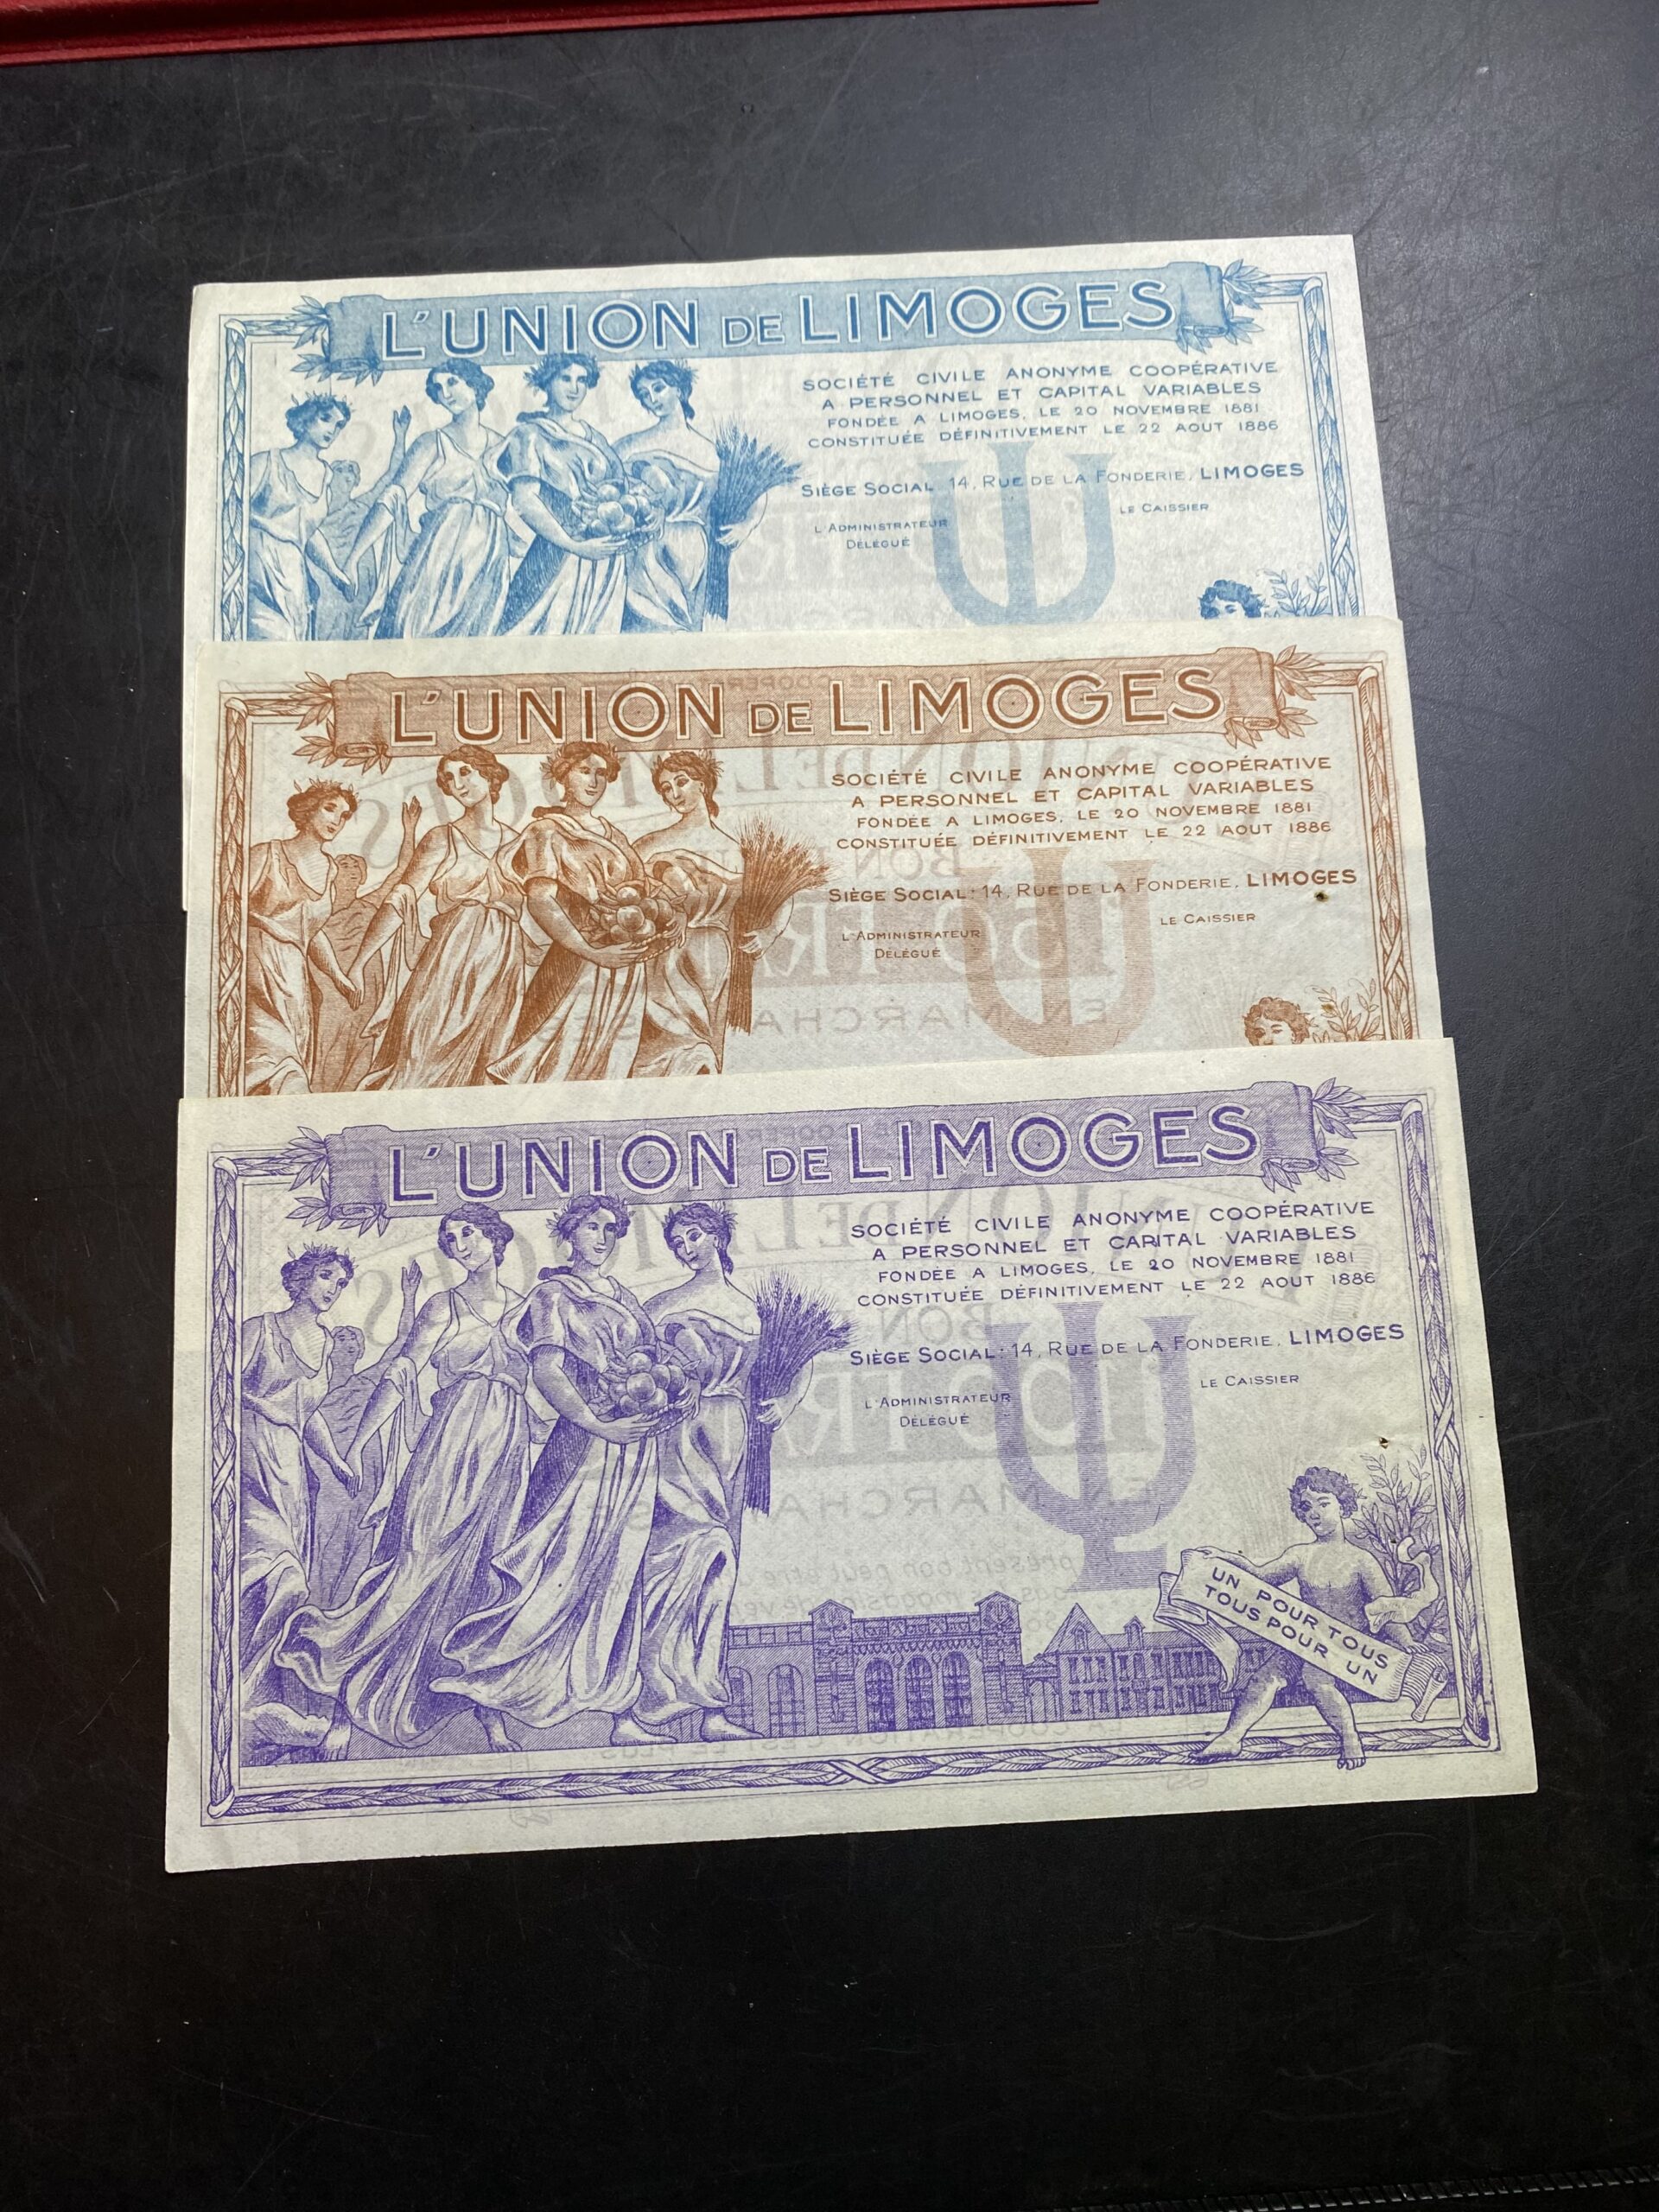 L'UNION DE LIMOGES
SOCIÉTÉ CIVILE ANONYME COOPÉRATIVE
A PERSONNEL ET CAPITAL VARIABLES
FONDÉE A LIMOGES, LE 20 NOVEMBRE 1881
CONSTITUÉE DÉFINITIVEMENT LE 22 AOUT 1886
SIÈGE SOCIAL 14, RUE DE LA FONDERIE, LIMOGES
L'ADMINISTRATEUR
DÉLÉGUÉ
LE CAISSIER
L'UNION DE LIMOGES
SOCIÉTÉ CIVILE ANONYME COOPÉRATIVE
A PERSONNEL ET CAPITAL VARIABLES
FONDÉE A LIMOGES, LE 20 NOVEMBRE 1881
CONSTITUÉE DÉFINITIVEMENT LE 22 AOUT 1886
SIÈGE SOCIAL: 14, RUE DE LA FONDERIE, LIMOGES
L'ADMINISTRATEUR
DÉLÉGUÉ
LE CAISSIER
L'UNION DE LIMOGES
SOCIÉTÉ CIVILE ANONYME COOPÉRATIVE
A PERSONNEL ET CAPITAL VARIABLES
FONDÉE A LIMOGES, LE 20 NOVEMBRE 1881
CONSTITUÉE DÉFINITIVEMENT LE 22 AOUT 1886
SIÈGE SOCIAL: 14, RUE DE LA FONDERIE, LIMOGES
L'ADMINISTRATEUR
DÉLÉGUÉ
LE CAISSIER
UN POUR TOUS
TOUS POUR UN